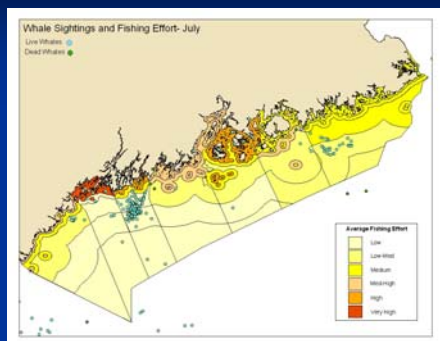 Whale Sightings and Fishing Effort- July
Live Whales
Dead Whales
Average Fishing Effort
Low
Low-Med
Medium
Med-High
High
Very High